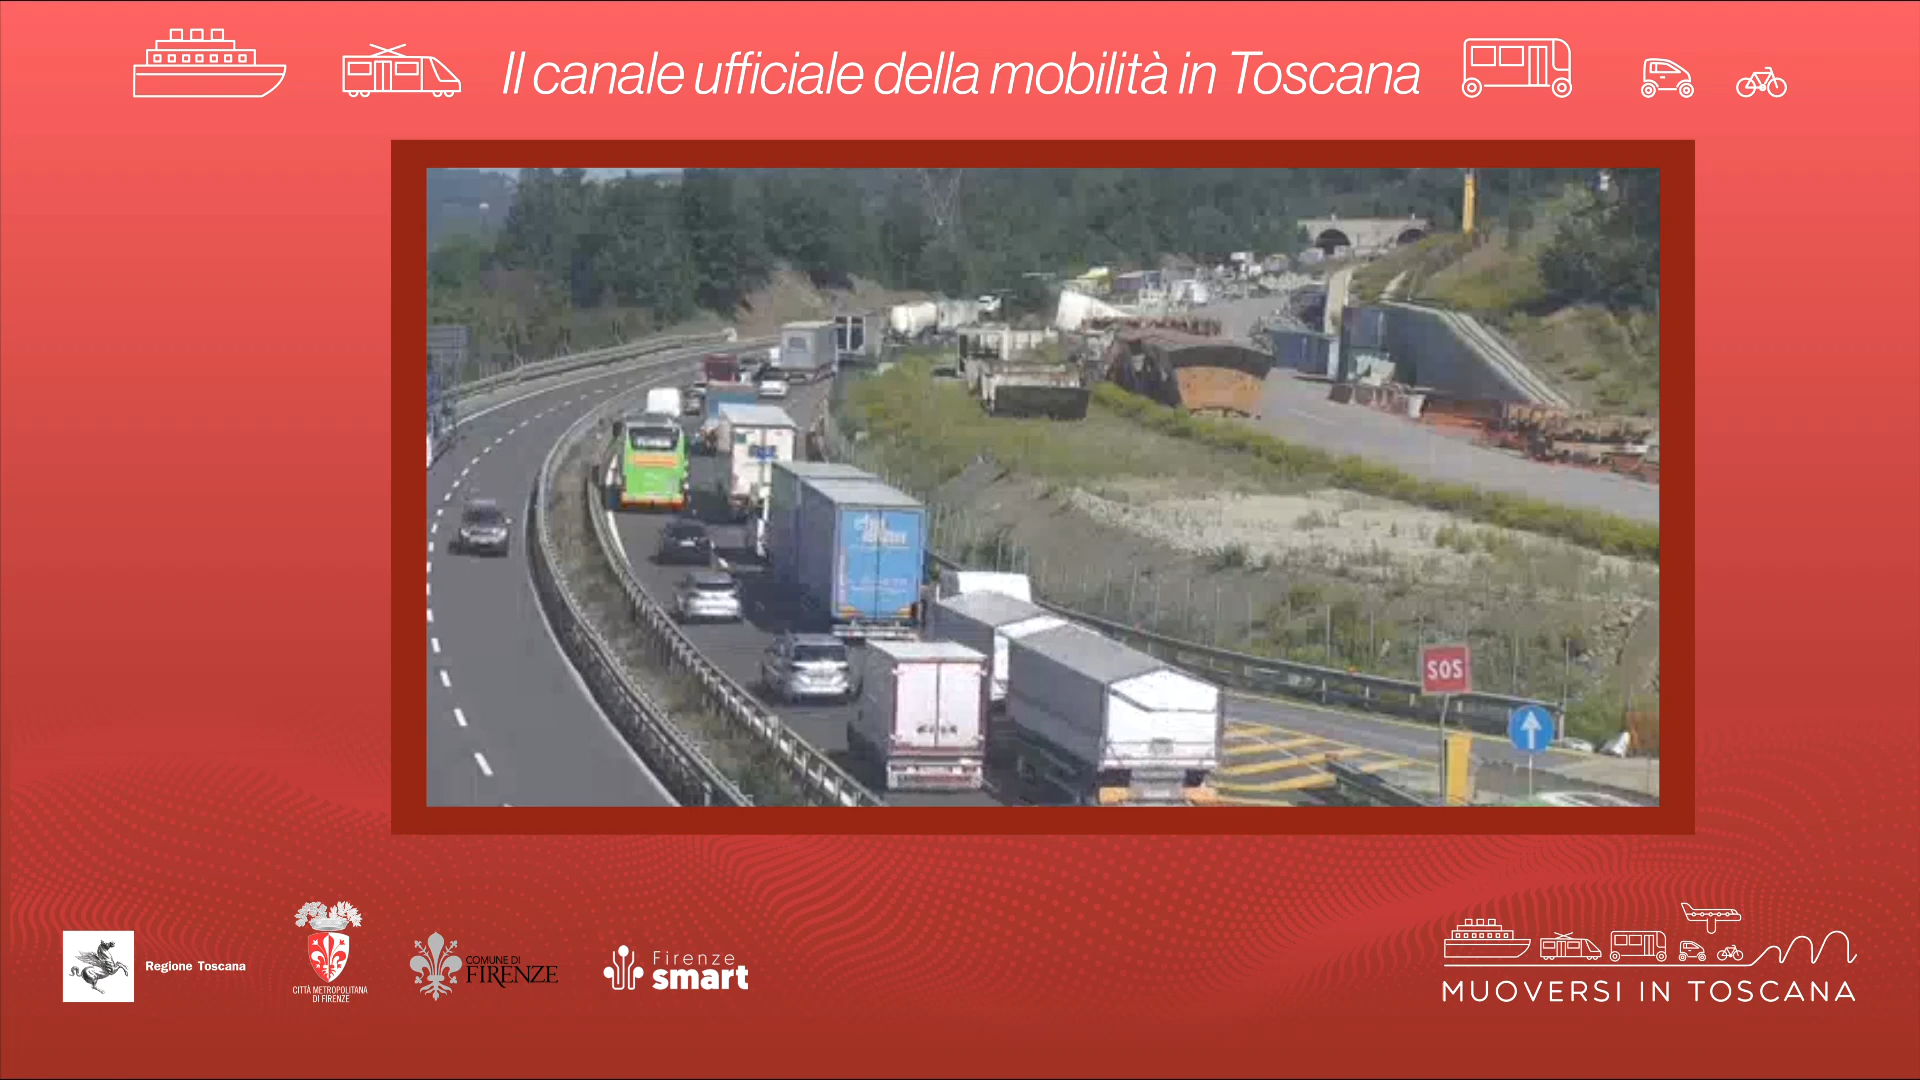 Il canale ufficiale della mobilità in Toscana
SOS
Regione Toscana
CITTÀ METROPOLITANA
DI FIRENZE
COMUNE DI
FIRENZE
Firenze
smart
MUOVERSI IN TOSCANA